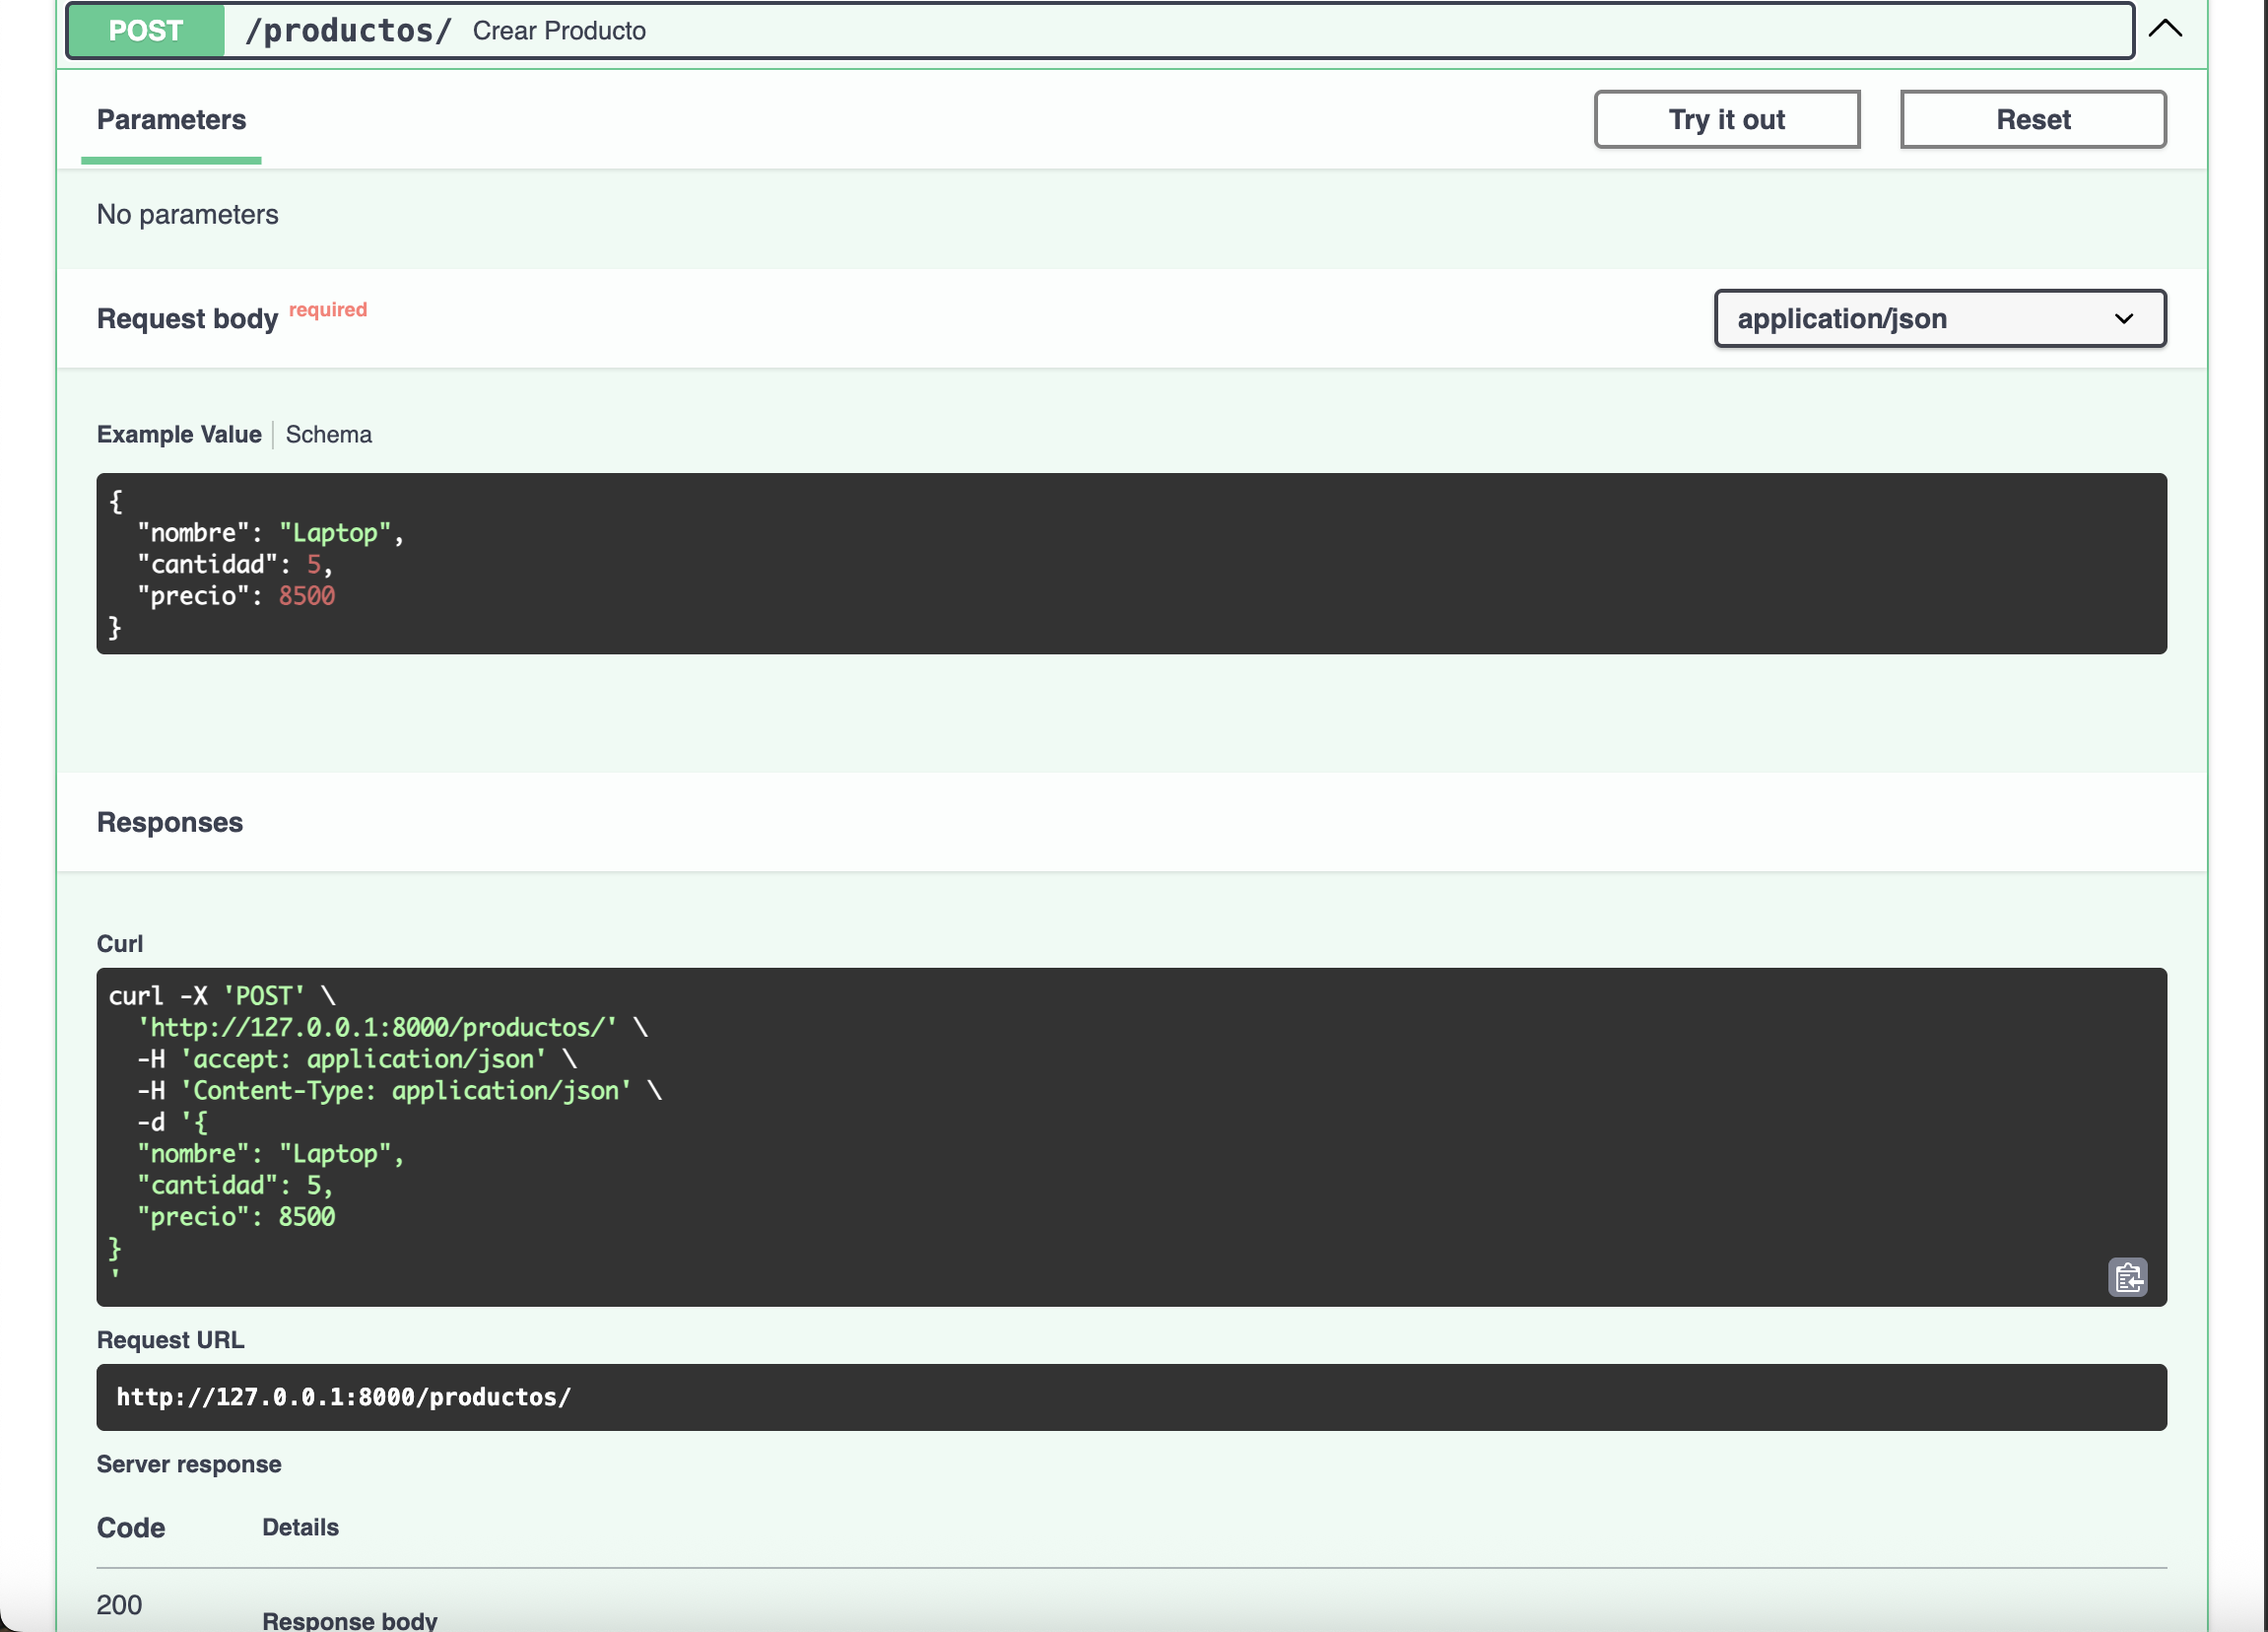 POST /productos/ Crear Producto
Parameters
Try it out
Reset
No parameters
Request body required
application/json
Example Value Schema
{
"nombre": "Laptop",
"cantidad": 5,
"precio": 8500
}
Responses
Curl
curl -X 'POST' \
'http://127.0.0.1:8000/productos/' \
-H 'accept: application/json' \
-H 'Content-Type: application/json' \
-d '{
"nombre": "Laptop",
"cantidad": 5,
"precio": 8500
}
'
Request URL
http://127.0.0.1:8000/productos/
Server response
Code Details
200
Response body